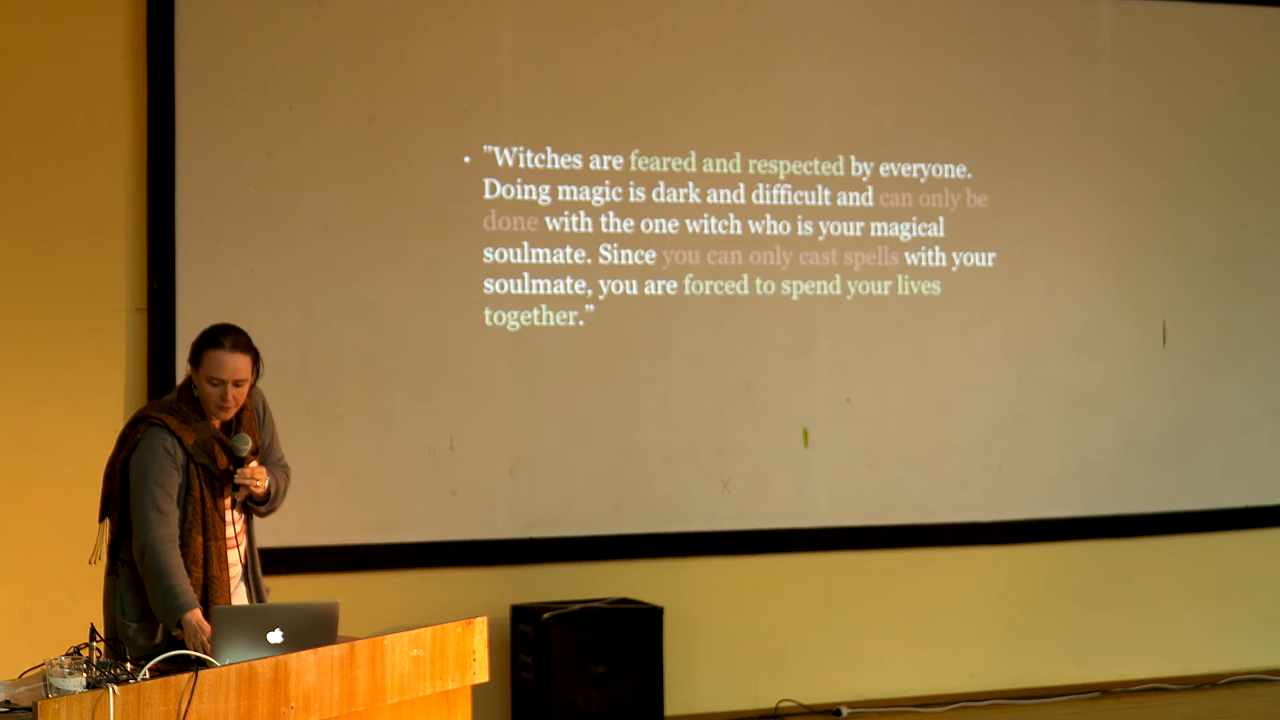 • "Witches are feared and respected by everyone.
Doing magic is dark and difficult and can only be
done with the one witch who is your magical
soulmate. Since you can only cast spells with your
soulmate, you are forced to spend your lives
together."